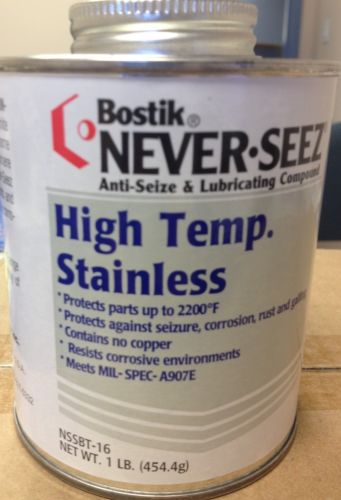 Bostik®
NEVER•SEEZ
Anti-Seize & Lubricating Compound
High Temp.
Stainless
• Protects parts up to 2200°F
• Protects against seizure, corrosion, rust and galling
• Contains no copper
• Resists corrosive environments
• Meets MIL- SPEC- A907E
NSSBT-16
NET WT. 1 LB. (454.4g)